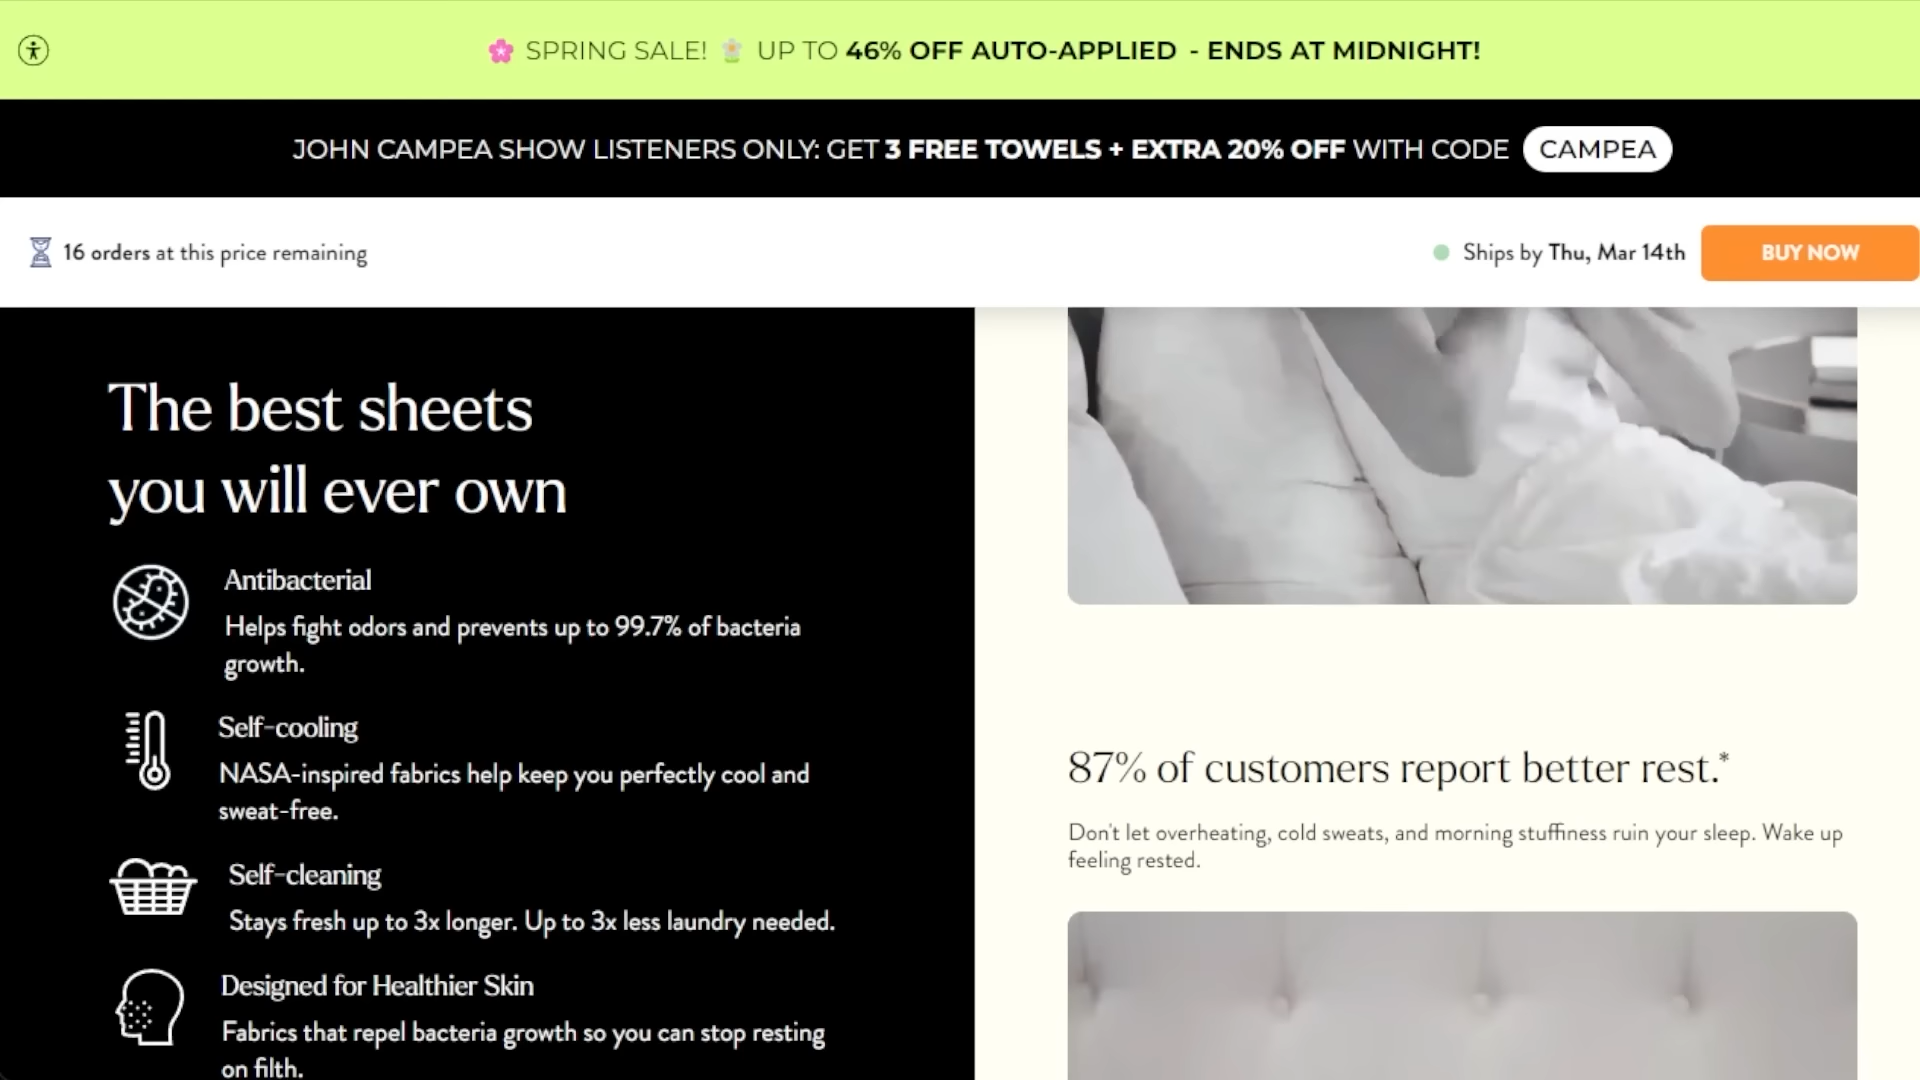 SPRING SALE! UP TO 46% OFF AUTO-APPLIED - ENDS AT MIDNIGHT!
JOHN CAMPEA SHOW LISTENERS ONLY: GET 3 FREE TOWELS + EXTRA 20% OFF WITH CODE CAMPEA
16 orders at this price remaining
Ships by Thu, Mar 14th
BUY NOW
The best sheets
you will ever own
Antibacterial
Helps fight odors and prevents up to 99.7% of bacteria
growth.
Self-cooling
NASA-inspired fabrics help keep you perfectly cool and
sweat-free.
Self-cleaning
Stays fresh up to 3x longer. Up to 3x less laundry needed.
Designed for Healthier Skin
Fabrics that repel bacteria growth so you can stop resting
on filth.
87% of customers report better rest.*
Don't let overheating, cold sweats, and morning stuffiness ruin your sleep. Wake up
feeling rested.